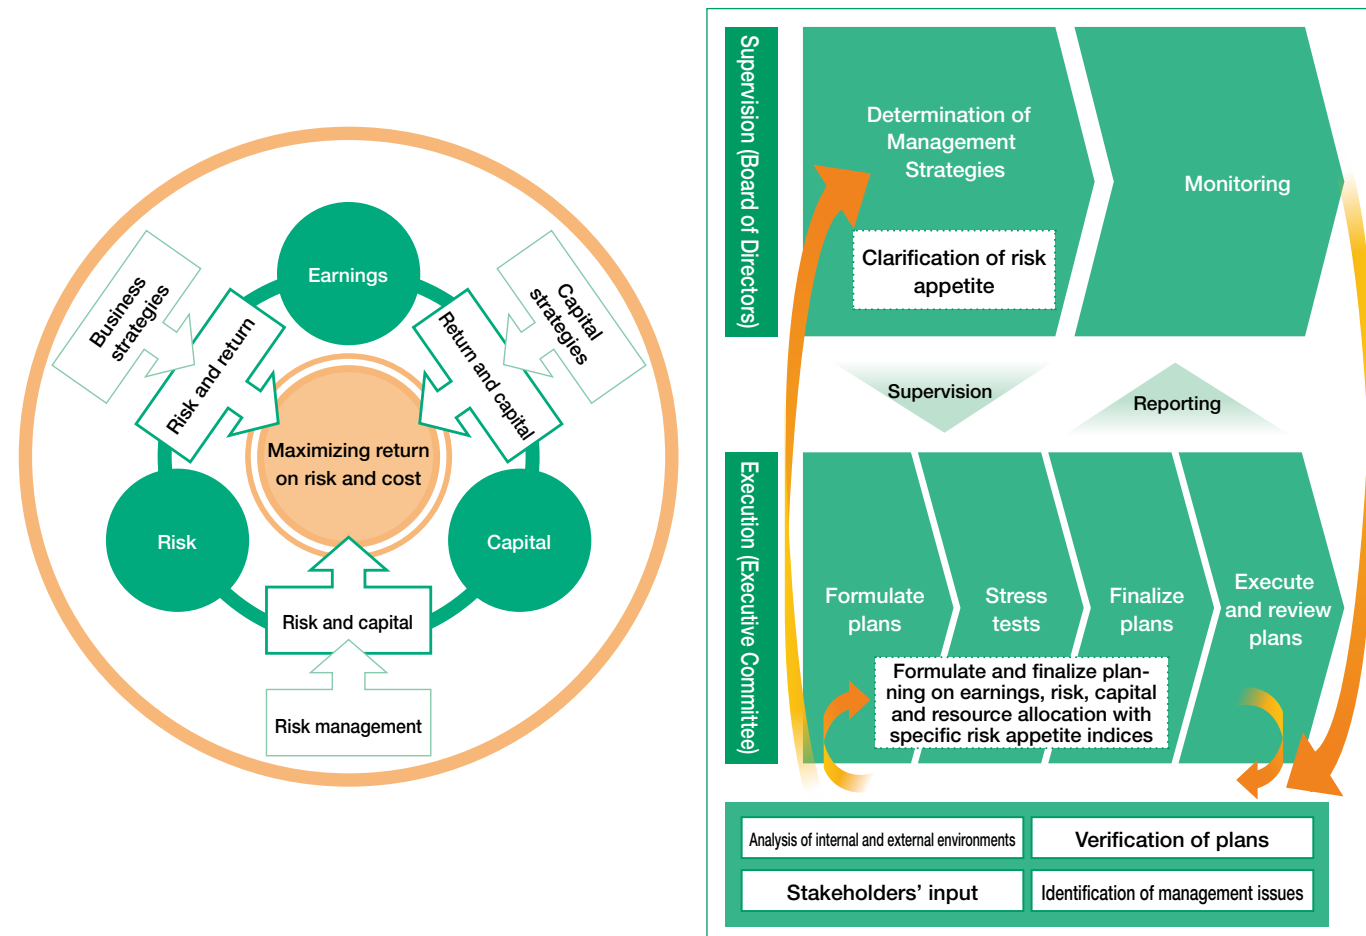 Earnings
Business
strategies
Risk and return
Capital
strategies
Return and capital
Maximizing return
on risk and cost
Risk
Capital
Risk and capital
Risk management
Supervision (Board of Directors)
Determination of
Management
Strategies
Monitoring
Clarification of risk
appetite
Supervision
Reporting
Execution (Executive Committee)
Formulate
plans
Stress
tests
Finalize
plans
Execute
and review
plans
Formulate and finalize plan-
ning on earnings, risk, capital
and resource allocation with
specific risk appetite indices
Analysis of internal and external environments
Verification of plans
Stakeholders’ input
Identification of management issues